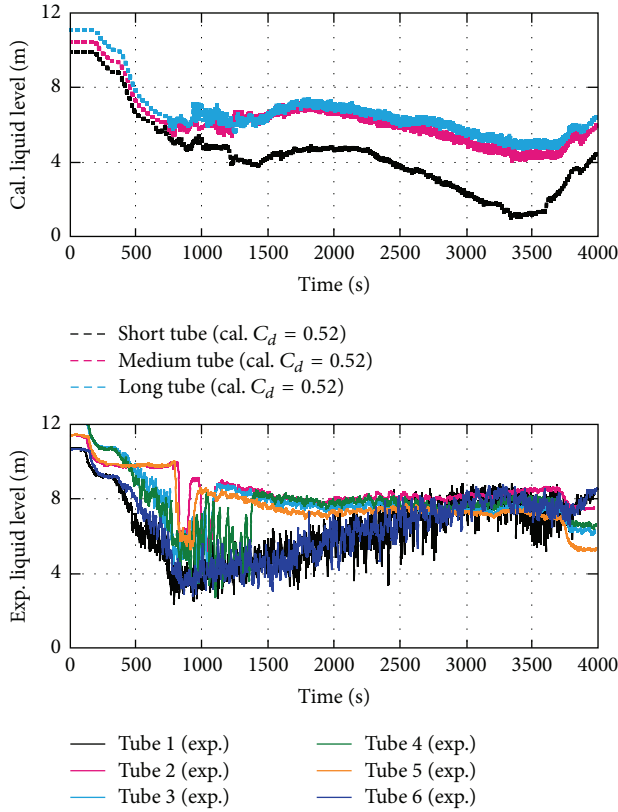 12
8
4
0
Cal. liquid level (m)
0 500 1000 1500 2000 2500 3000 3500 4000
Time (s)
Short tube (cal. C_d = 0.52)
Medium tube (cal. C_d = 0.52)
Long tube (cal. C_d = 0.52)
12
8
4
0
Exp. liquid level (m)
0 500 1000 1500 2000 2500 3000 3500 4000
Time (s)
Tube 1 (exp.)
Tube 2 (exp.)
Tube 3 (exp.)
Tube 4 (exp.)
Tube 5 (exp.)
Tube 6 (exp.)